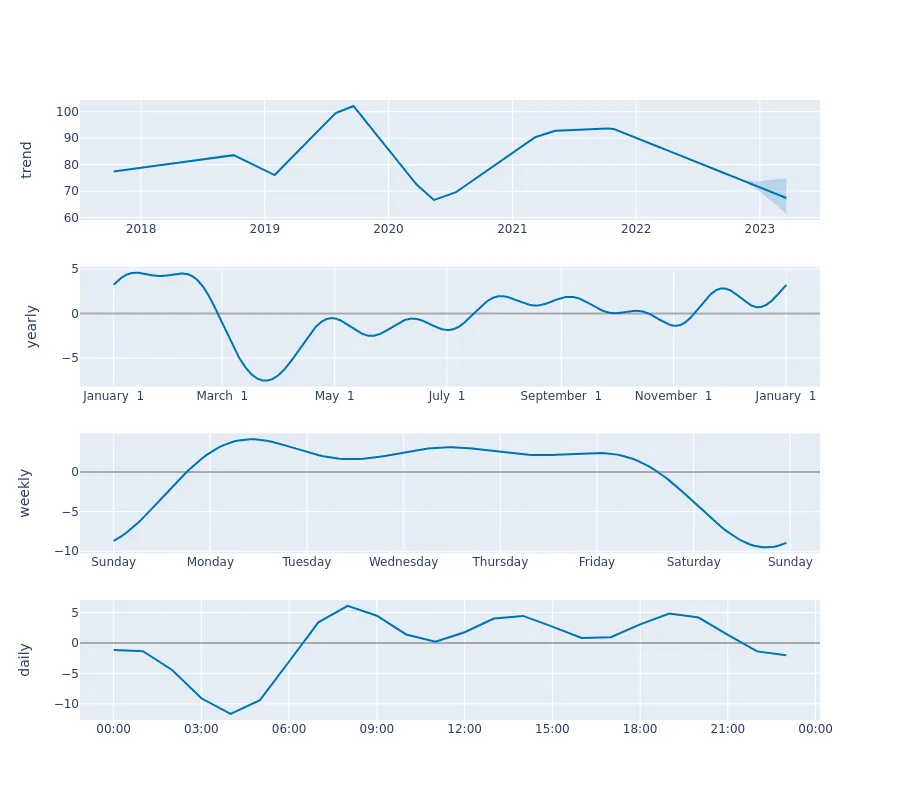 trend
100
90
80
70
60
2018 2019 2020 2021 2022 2023
yearly
5
0
−5
January 1 March 1 May 1 July 1 September 1 November 1 January 1
weekly
0
−5
−10
Sunday Monday Tuesday Wednesday Thursday Friday Saturday Sunday
daily
5
0
−5
−10
00:00 03:00 06:00 09:00 12:00 15:00 18:00 21:00 00:00